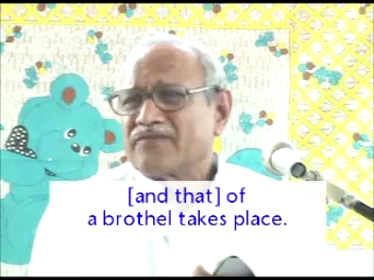 [and that] of
a brothel takes place.